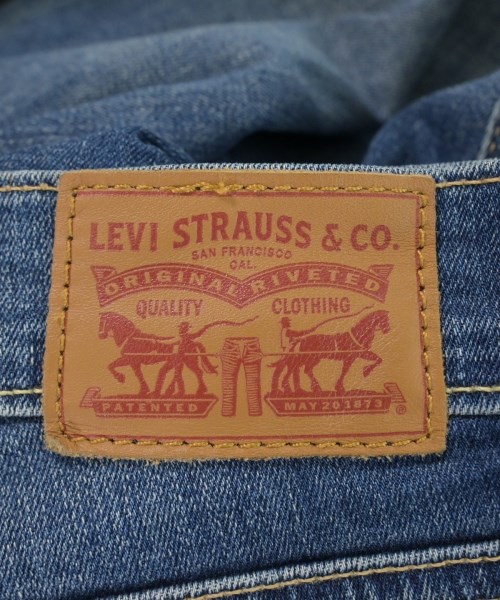 LEVI STRAUSS & CO.
SAN FRANCISCO
CAL.
ORIGINAL RIVETED
QUALITY CLOTHING
PATENTED MAY 20 1873 ®